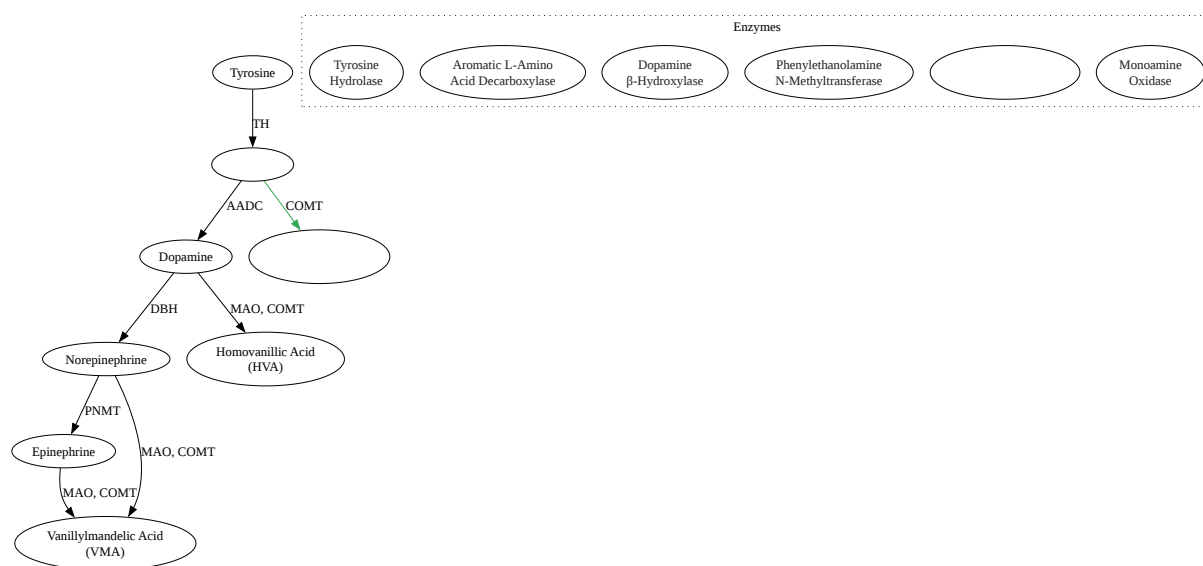 Enzymes
Tyrosine
Tyrosine
Hydrolase
Aromatic L-Amino
Acid Decarboxylase
Dopamine
β-Hydroxylase
Phenylethanolamine
N-Methyltransferase
Monoamine
Oxidase
TH
AADC
COMT
Dopamine
DBH
MAO, COMT
Norepinephrine
Homovanillic Acid
(HVA)
PNMT
MAO, COMT
Epinephrine
MAO, COMT
Vanillylmandelic Acid
(VMA)